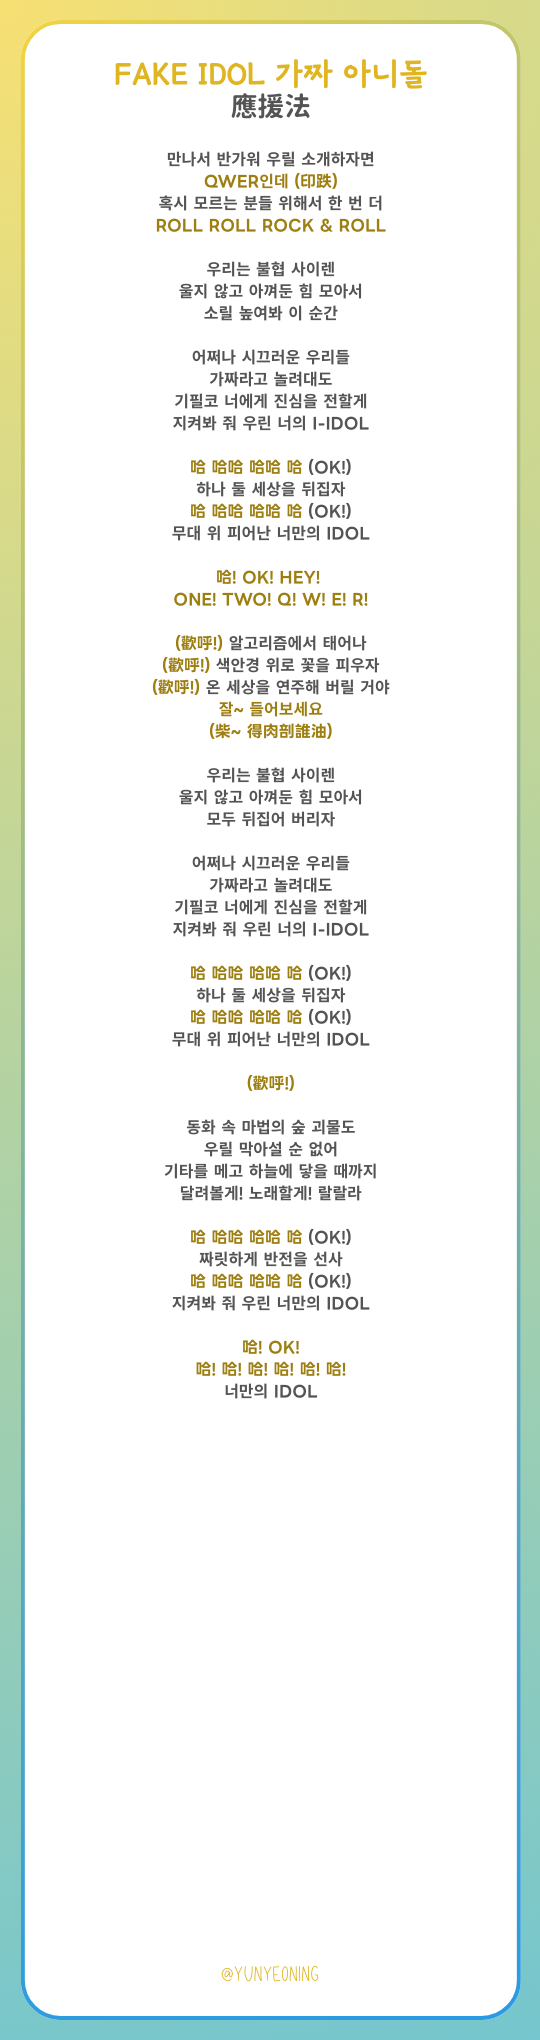 FAKE IDOL 가짜 아니돌
應援法
만나서 반가워 우릴 소개하자면
QWER인데 (印跌)
혹시 모르는 분들 위해서 한 번 더
ROLL ROLL ROCK & ROLL
우리는 불협 사이렌
울지 않고 아껴둔 힘 모아서
소릴 높여봐 이 순간
어쩌나 시끄러운 우리들
가짜라고 놀려대도
기필코 너에게 진심을 전할게
지켜봐 줘 우린 너의 I-IDOL
哈 哈哈 哈哈 哈 (OK!)
하나 둘 세상을 뒤집자
哈 哈哈 哈哈 哈 (OK!)
무대 위 피어난 너만의 IDOL
哈! OK! HEY!
ONE! TWO! Q! W! E! R!
(歡呼!) 알고리즘에서 태어나
(歡呼!) 색안경 위로 꽃을 피우자
(歡呼!) 온 세상을 연주해 버릴 거야
잘~ 들어보세요
(柴~ 得肉剖誰油)
우리는 불협 사이렌
울지 않고 아껴둔 힘 모아서
모두 뒤집어 버리자
어쩌나 시끄러운 우리들
가짜라고 놀려대도
기필코 너에게 진심을 전할게
지켜봐 줘 우린 너의 I-IDOL
哈 哈哈 哈哈 哈 (OK!)
하나 둘 세상을 뒤집자
哈 哈哈 哈哈 哈 (OK!)
무대 위 피어난 너만의 IDOL
(歡呼!)
동화 속 마법의 숲 괴물도
우릴 막아설 순 없어
기타를 메고 하늘에 닿을 때까지
달려볼게! 노래할게! 랄랄라
哈 哈哈 哈哈 哈 (OK!)
짜릿하게 반전을 선사
哈 哈哈 哈哈 哈 (OK!)
지켜봐 줘 우린 너만의 IDOL
哈! OK!
哈! 哈! 哈! 哈! 哈! 哈!
너만의 IDOL
@YUNYEONING